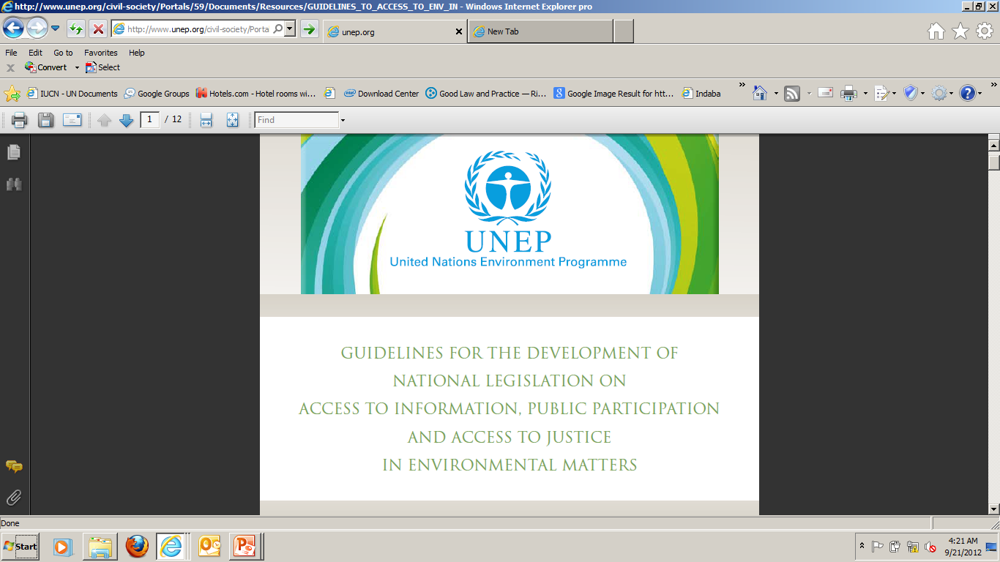 http://www.unep.org/civil-society/Portals/59/Documents/Resources/GUIDELINES_TO_ACCESS_TO_ENV_IN - Windows Internet Explorer pro
http://www.unep.org/civil-society/Porta
unep.org
New Tab
File Edit Go to Favorites Help
x Convert Select
IUCN - UN Documents Google Groups Hotels.com - Hotel rooms wi... Download Center Good Law and Practice — Ri... Google Image Result for htt... Indaba
1 / 12 Find
UNEP
United Nations Environment Programme
GUIDELINES FOR THE DEVELOPMENT OF
NATIONAL LEGISLATION ON
ACCESS TO INFORMATION, PUBLIC PARTICIPATION
AND ACCESS TO JUSTICE
IN ENVIRONMENTAL MATTERS
Done
Start
4:21 AM
9/21/2012